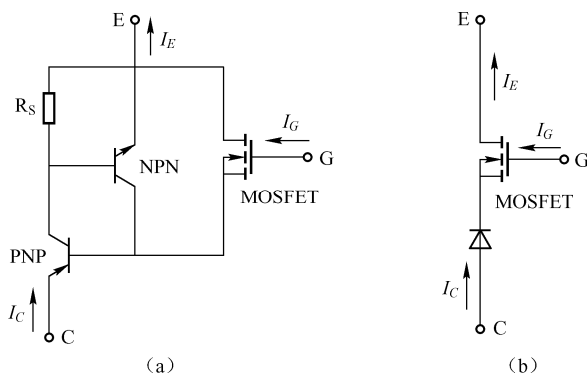 E
I_E
R_S
NPN
I_G
G
MOSFET
PNP
I_C
C
(a)
E
I_E
I_G
G
MOSFET
I_C
C
(b)